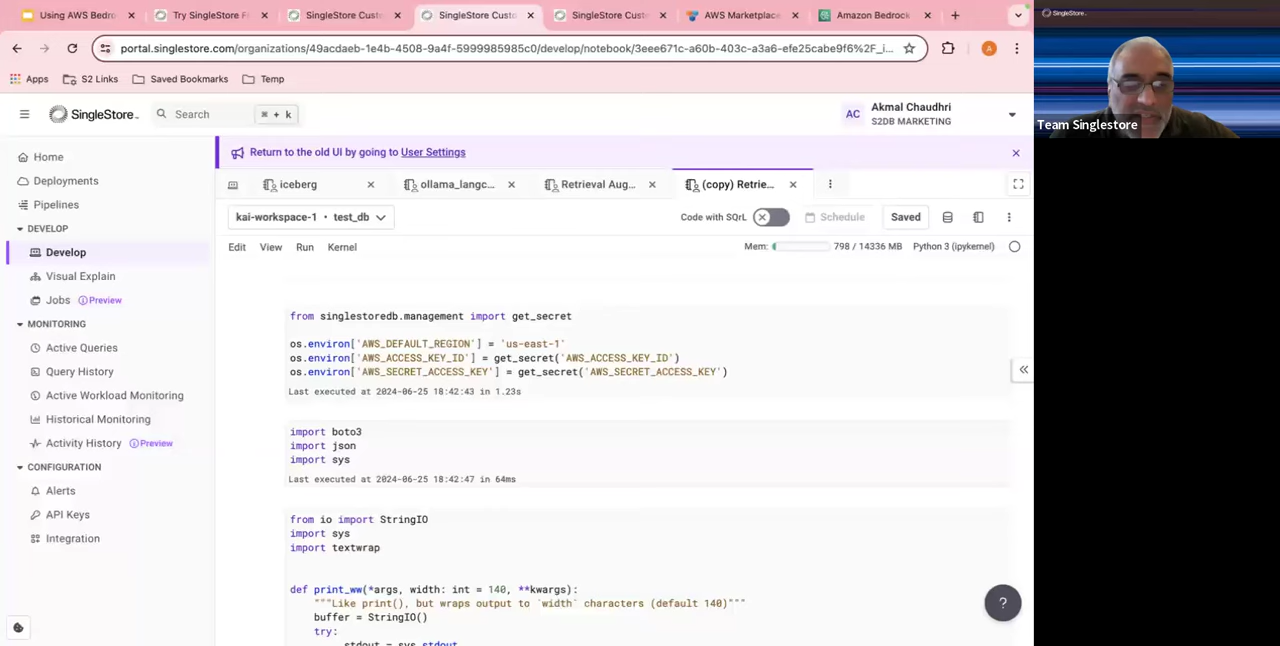 Using AWS Bedro
Try SingleStore F
SingleStore Cust
SingleStore Custo
SingleStore Cust
AWS Marketplace
Amazon Bedrock
portal.singlestore.com/organizations/49acdaeb-1e4b-4508-9a4f-5999985985c0/develop/notebook/3eee671c-a60b-403c-a3a6-efe25cabe9f6%2F_i...
A
Apps
S2 Links
Saved Bookmarks
Temp
SingleStore
Search
⌘ + k
AC
Akmal Chaudhri
S2DB MARKETING
Return to the old UI by going to User Settings
Home
Deployments
Pipelines
DEVELOP
Develop
Visual Explain
Jobs Preview
MONITORING
Active Queries
Query History
Active Workload Monitoring
Historical Monitoring
Activity History Preview
CONFIGURATION
Alerts
API Keys
Integration
iceberg
ollama_langc...
Retrieval Aug...
(copy) Retrie...
kai-workspace-1 • test_db
Code with SQrL
Schedule
Saved
Edit View Run Kernel
Mem: 798 / 14336 MB Python 3 (ipykernel)
from singlestoredb.management import get_secret
os.environ['AWS_DEFAULT_REGION'] = 'us-east-1'
os.environ['AWS_ACCESS_KEY_ID'] = get_secret('AWS_ACCESS_KEY_ID')
os.environ['AWS_SECRET_ACCESS_KEY'] = get_secret('AWS_SECRET_ACCESS_KEY')
Last executed at 2024-06-25 18:42:43 in 1.23s
import boto3
import json
import sys
Last executed at 2024-06-25 18:42:47 in 64ms
from io import StringIO
import sys
import textwrap
def print_ww(*args, width: int = 140, **kwargs):
"""Like print(), but wraps output to `width` characters (default 140)"""
buffer = StringIO()
try:
stdout = sys.stdout
?
SingleStore
Team Singlestore